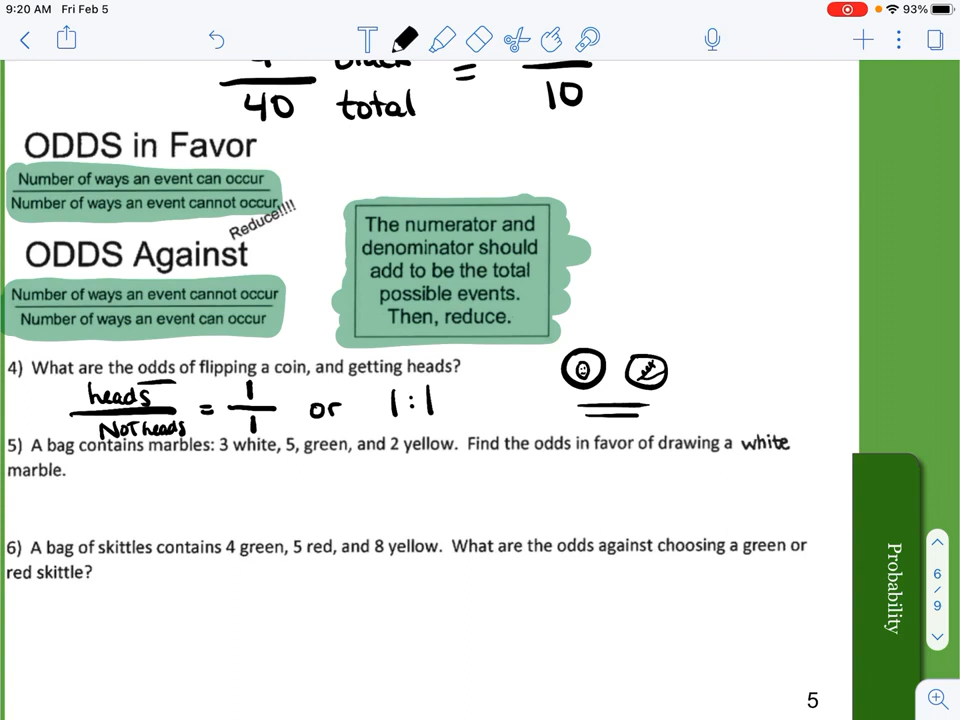 9:20 AM Fri Feb 5
93%
T
black
40 total = 10
ODDS in Favor
Number of ways an event can occur
Number of ways an event cannot occur
Reduce!!!!
ODDS Against
Number of ways an event cannot occur
Number of ways an event can occur
The numerator and
denominator should
add to be the total
possible events.
Then, reduce.
4) What are the odds of flipping a coin, and getting heads?
heads
NOT heads
= 1
1
or 1:1
5) A bag contains marbles: 3 white, 5, green, and 2 yellow. Find the odds in favor of drawing a white
marble.
6) A bag of skittles contains 4 green, 5 red, and 8 yellow. What are the odds against choosing a green or
red skittle?
Probability
6
/
9
5